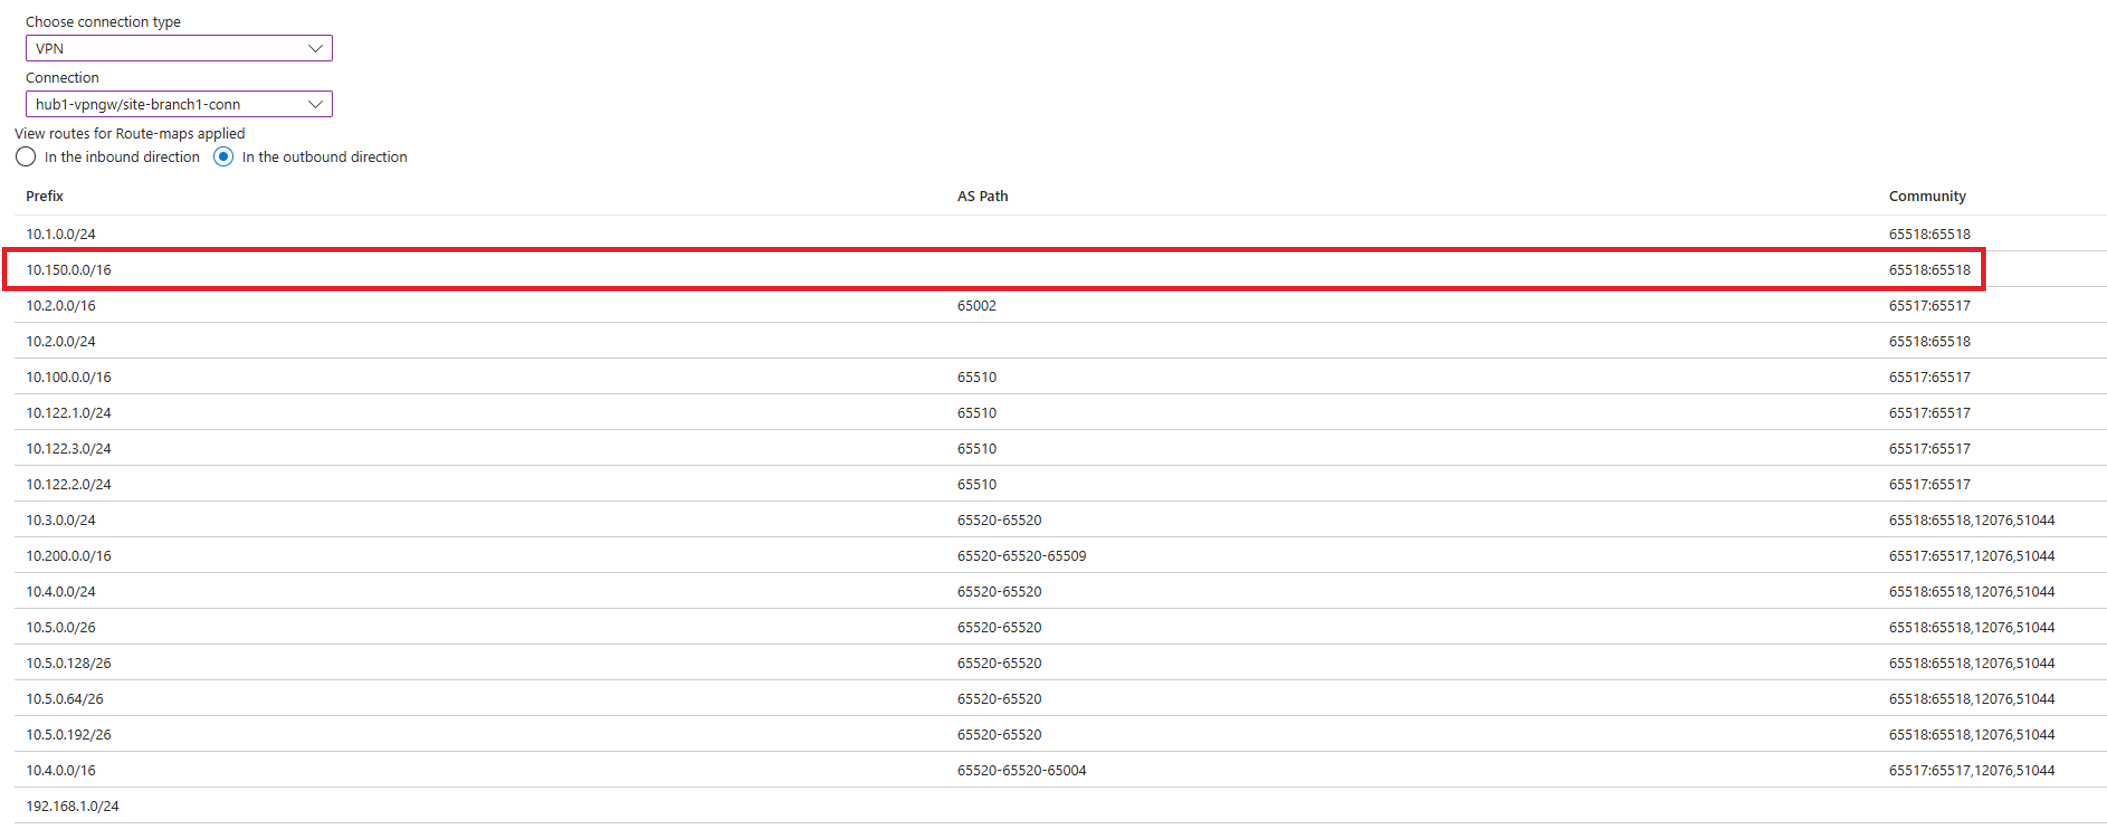 Choose connection type
VPN
Connection
hub1-vpngw/site-branch1-conn
View routes for Route-maps applied
In the inbound direction In the outbound direction
Prefix AS Path Community
10.1.0.0/24 65518:65518
10.150.0.0/16 65518:65518
10.2.0.0/16 65002 65517:65517
10.2.0.0/24 65518:65518
10.100.0.0/16 65510 65517:65517
10.122.1.0/24 65510 65517:65517
10.122.3.0/24 65510 65517:65517
10.122.2.0/24 65510 65517:65517
10.3.0.0/24 65520-65520 65518:65518,12076,51044
10.200.0.0/16 65520-65520-65509 65517:65517,12076,51044
10.4.0.0/24 65520-65520 65518:65518,12076,51044
10.5.0.0/26 65520-65520 65518:65518,12076,51044
10.5.0.128/26 65520-65520 65518:65518,12076,51044
10.5.0.64/26 65520-65520 65518:65518,12076,51044
10.5.0.192/26 65520-65520 65518:65518,12076,51044
10.4.0.0/16 65520-65520-65004 65517:65517,12076,51044
192.168.1.0/24